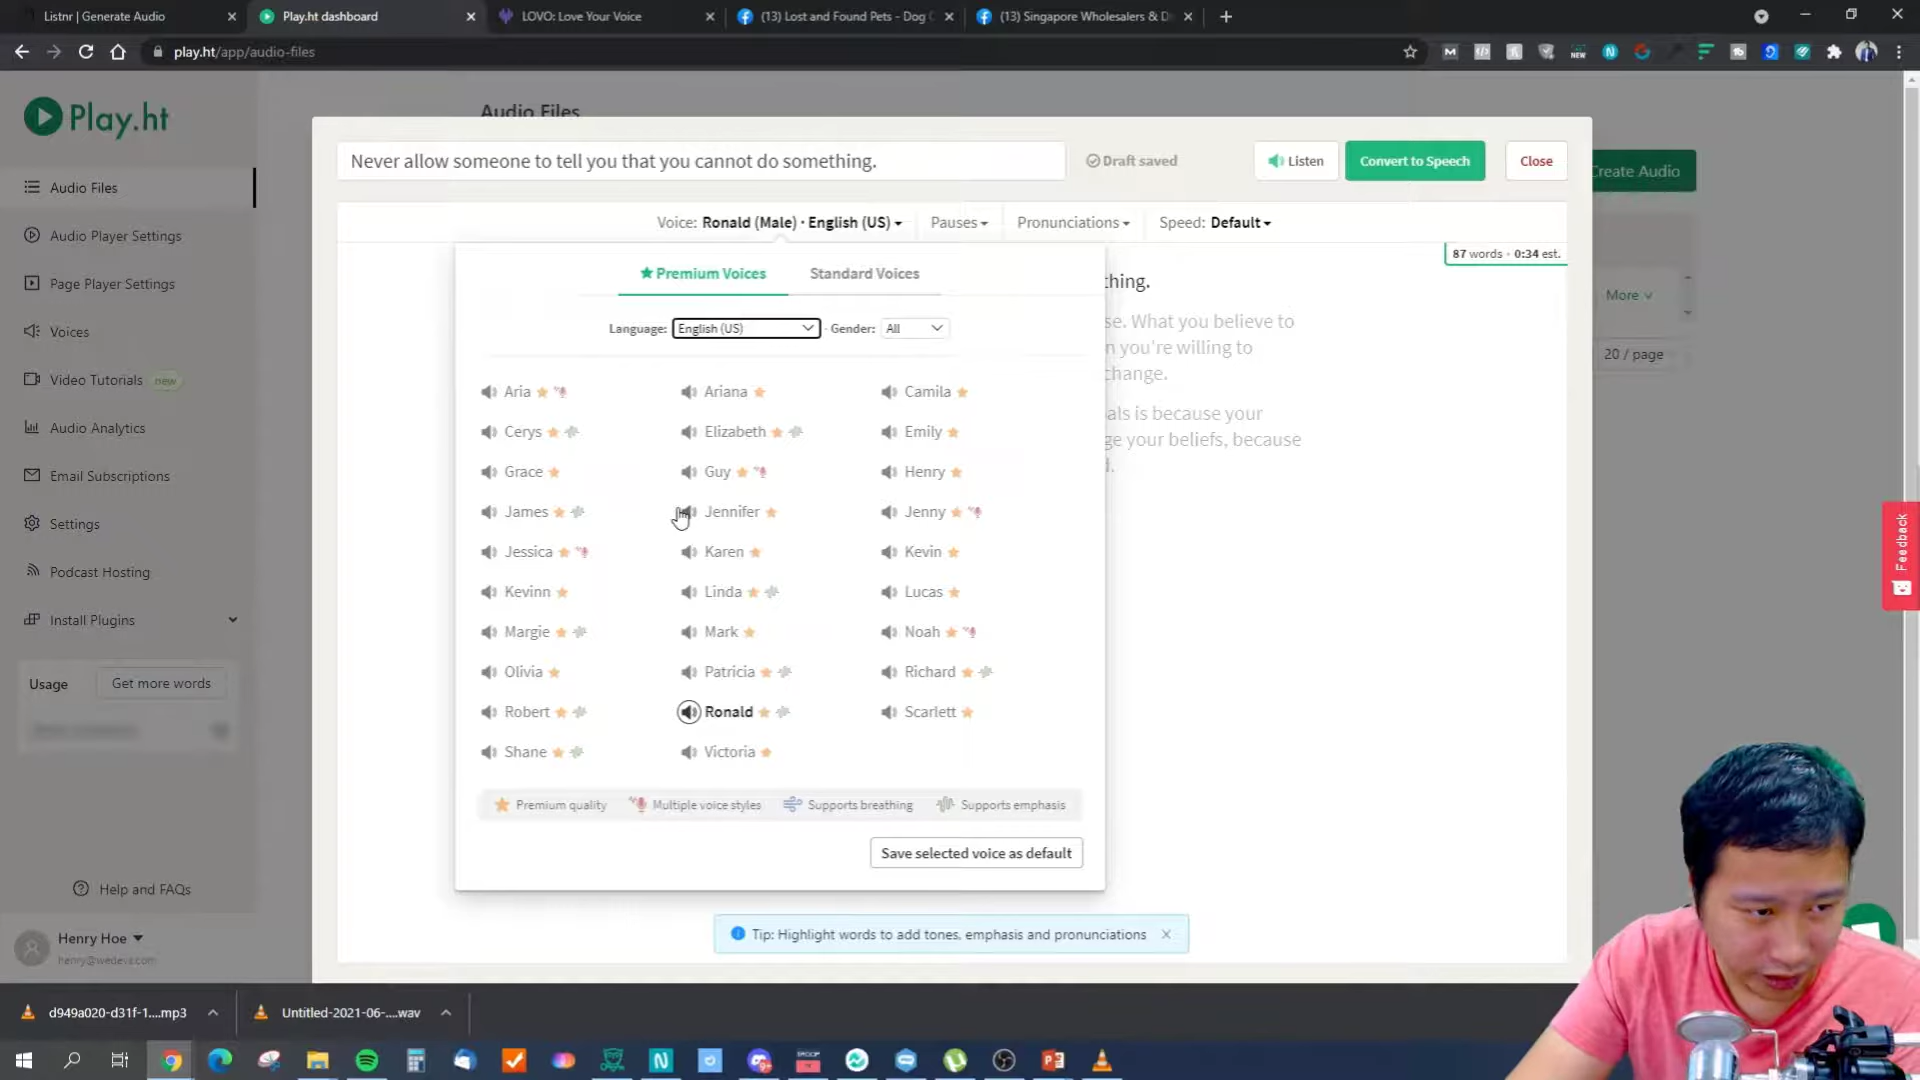 Listnr | Generate Audio
Play.ht dashboard
LOVO: Love Your Voice
(13) Lost and Found Pets - Dog
(13) Singapore Wholesalers & D
play.ht/app/audio-files
Play.ht
Audio Files
Audio Player Settings
Page Player Settings
Voices
Video Tutorials new
Audio Analytics
Email Subscriptions
Settings
Podcast Hosting
Install Plugins
Usage
Get more words
Help and FAQs
Henry Hoe
Audio Files
Create Audio
More
20 / page
Never allow someone to tell you that you cannot do something.
Draft saved
Listen
Convert to Speech
Close
Voice: Ronald (Male) · English (US)
Pauses
Pronunciations
Speed: Default
87 words · 0:34 est.
Premium Voices
Standard Voices
Language: English (US) · Gender: All
Aria
Ariana
Camila
Cerys
Elizabeth
Emily
Grace
Guy
Henry
James
Jennifer
Jenny
Jessica
Karen
Kevin
Kevinn
Linda
Lucas
Margie
Mark
Noah
Olivia
Patricia
Richard
Robert
Ronald
Scarlett
Shane
Victoria
Premium quality
Multiple voice styles
Supports breathing
Supports emphasis
Save selected voice as default
thing.
se. What you believe to
n you're willing to
change.
als is because your
ge your beliefs, because
d.
Tip: Highlight words to add tones, emphasis and pronunciations
Feedback
d949a020-d31f-1....mp3
Untitled-2021-06-....wav